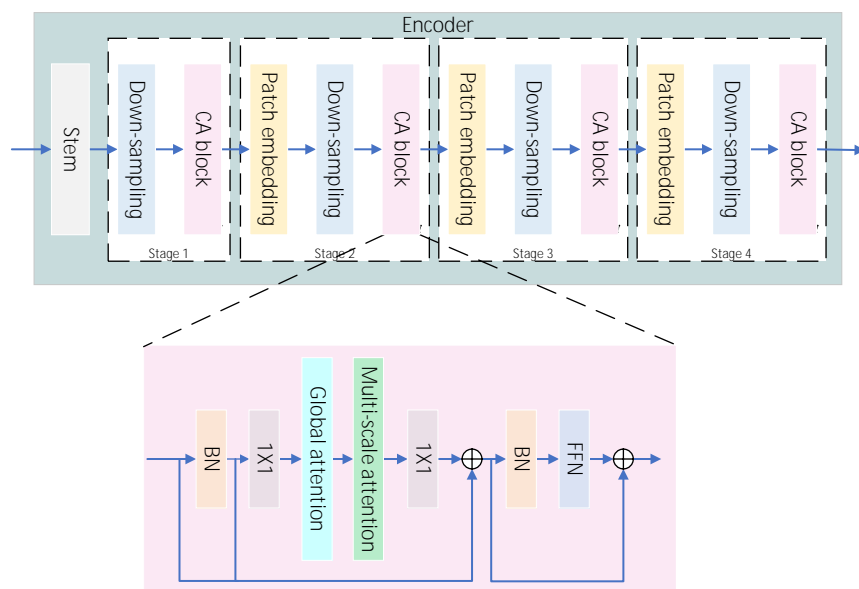 Encoder
Stem
Down-sampling
CA block
Stage 1
Patch embedding
Down-sampling
CA block
Stage 2
Patch embedding
Down-sampling
CA block
Stage 3
Patch embedding
Down-sampling
CA block
Stage 4
BN
1X1
Global attention
Multi-scale attention
1X1
BN
FFN